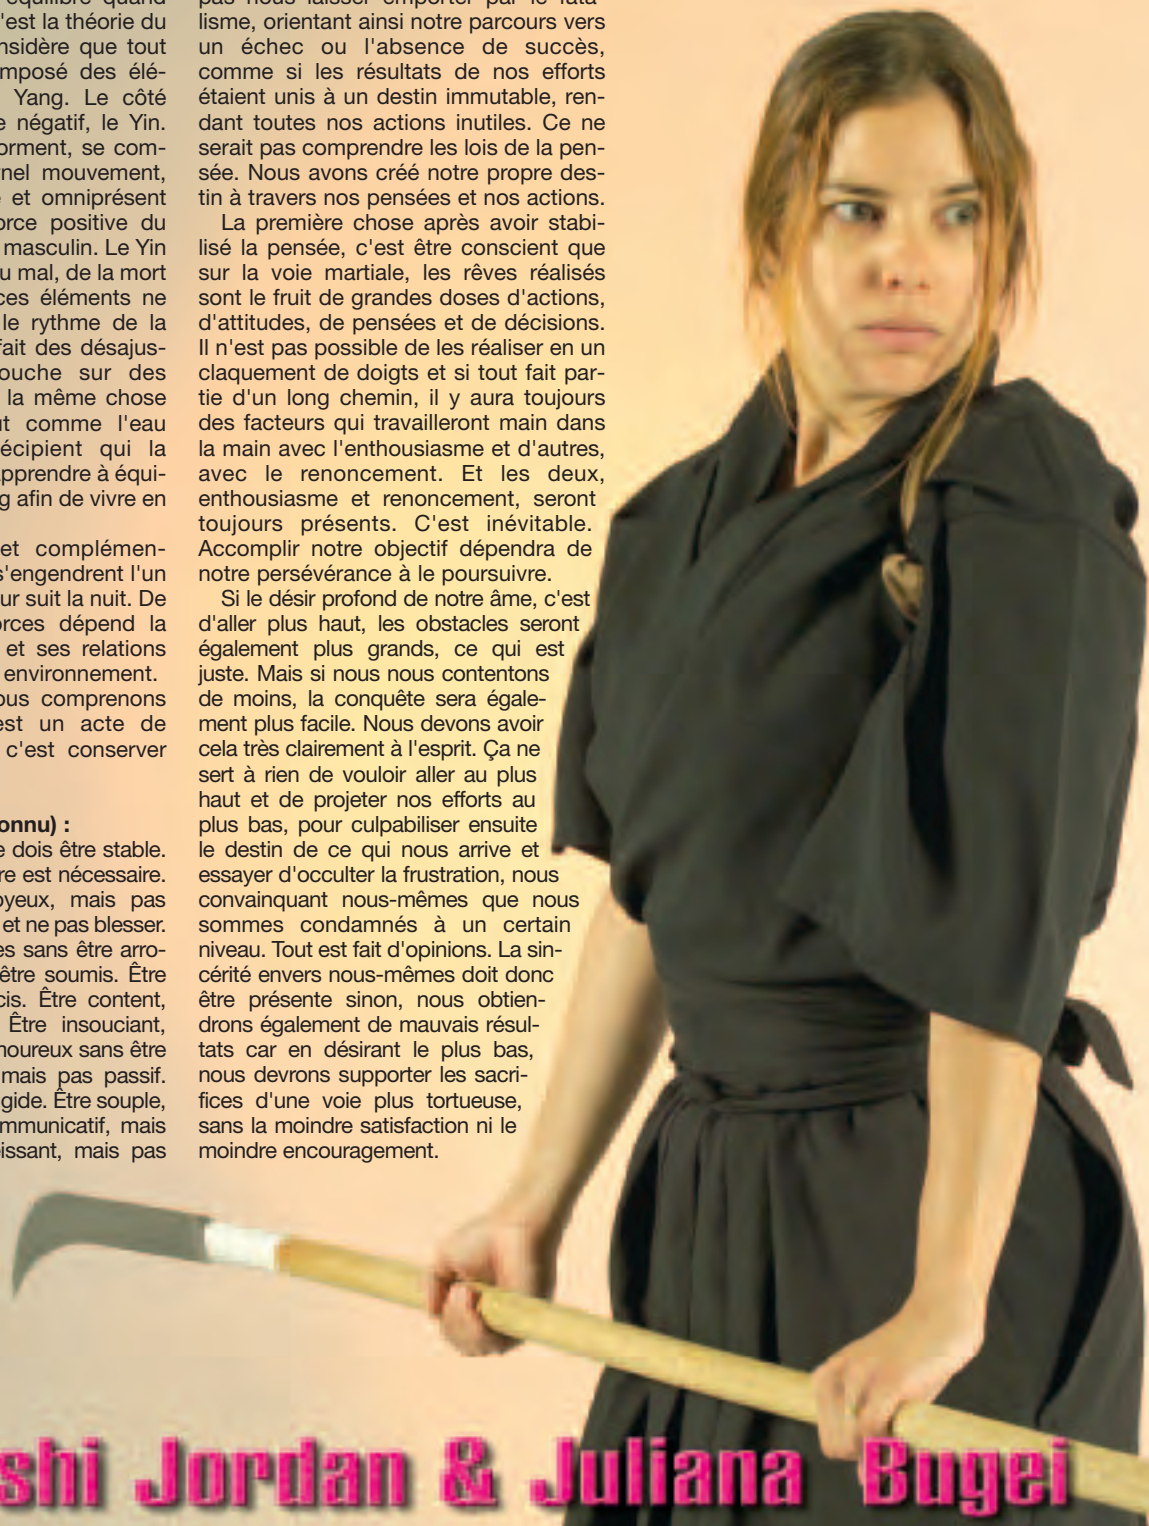 équilibre quand
'est la théorie du
nsidère que tout
mposé des élé-
Yang. Le côté
e négatif, le Yin.
orment, se com-
nel mouvement,
et omniprésent
orce positive du
masculin. Le Yin
u mal, de la mort
ces éléments ne
le rythme de la
fait des désajus-
ouche sur des
la même chose
ut comme l'eau
écipient qui la
apprendre à équi-
g afin de vivre en
et complémen-
s'engendrent l'un
ur suit la nuit. De
orces dépend la
et ses relations
environnement.
ous comprenons
est un acte de
c'est conserver
onnu) :
e dois être stable.
re est nécessaire.
oyeux, mais pas
et ne pas blesser.
es sans être arro-
être soumis. Être
cis. Être content,
Être insouciant,
moureux sans être
mais pas passif.
gide. Être souple,
mmunicatif, mais
issant, mais pas
pas nous laisser emporter par le fata-
lisme, orientant ainsi notre parcours vers
un échec ou l'absence de succès,
comme si les résultats de nos efforts
étaient unis à un destin immutable, ren-
dant toutes nos actions inutiles. Ce ne
serait pas comprendre les lois de la pen-
sée. Nous avons créé notre propre des-
tin à travers nos pensées et nos actions.
La première chose après avoir stabi-
lisé la pensée, c'est être conscient que
sur la voie martiale, les rêves réalisés
sont le fruit de grandes doses d'actions,
d'attitudes, de pensées et de décisions.
Il n'est pas possible de les réaliser en un
claquement de doigts et si tout fait par-
tie d'un long chemin, il y aura toujours
des facteurs qui travailleront main dans
la main avec l'enthousiasme et d'autres,
avec le renoncement. Et les deux,
enthousiasme et renoncement, seront
toujours présents. C'est inévitable.
Accomplir notre objectif dépendra de
notre persévérance à le poursuivre.
Si le désir profond de notre âme, c'est
d'aller plus haut, les obstacles seront
également plus grands, ce qui est
juste. Mais si nous nous contentons
de moins, la conquête sera égale-
ment plus facile. Nous devons avoir
cela très clairement à l'esprit. Ça ne
sert à rien de vouloir aller au plus
haut et de projeter nos efforts au
plus bas, pour culpabiliser ensuite
le destin de ce qui nous arrive et
essayer d'occulter la frustration, nous
convainquant nous-mêmes que nous
sommes condamnés à un certain
niveau. Tout est fait d'opinions. La sin-
cérité envers nous-mêmes doit donc
être présente sinon, nous obtien-
drons également de mauvais résul-
tats car en désirant le plus bas,
nous devrons supporter les sacri-
fices d'une voie plus tortueuse,
sans la moindre satisfaction ni le
moindre encouragement.
shi Jordan & Juliana Bugei